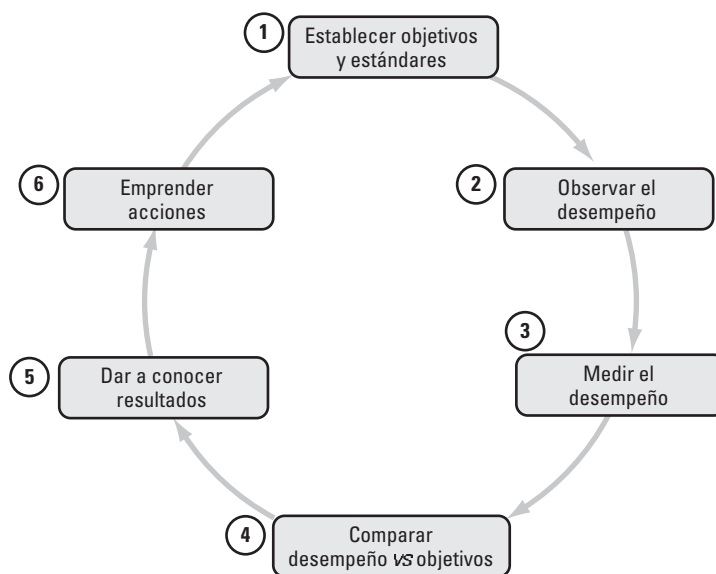 1
Establecer objetivos
y estándares
2
Observar el
desempeño
3
Medir el
desempeño
4
Comparar
desempeño vs objetivos
5
Dar a conocer
resultados
6
Emprender
acciones